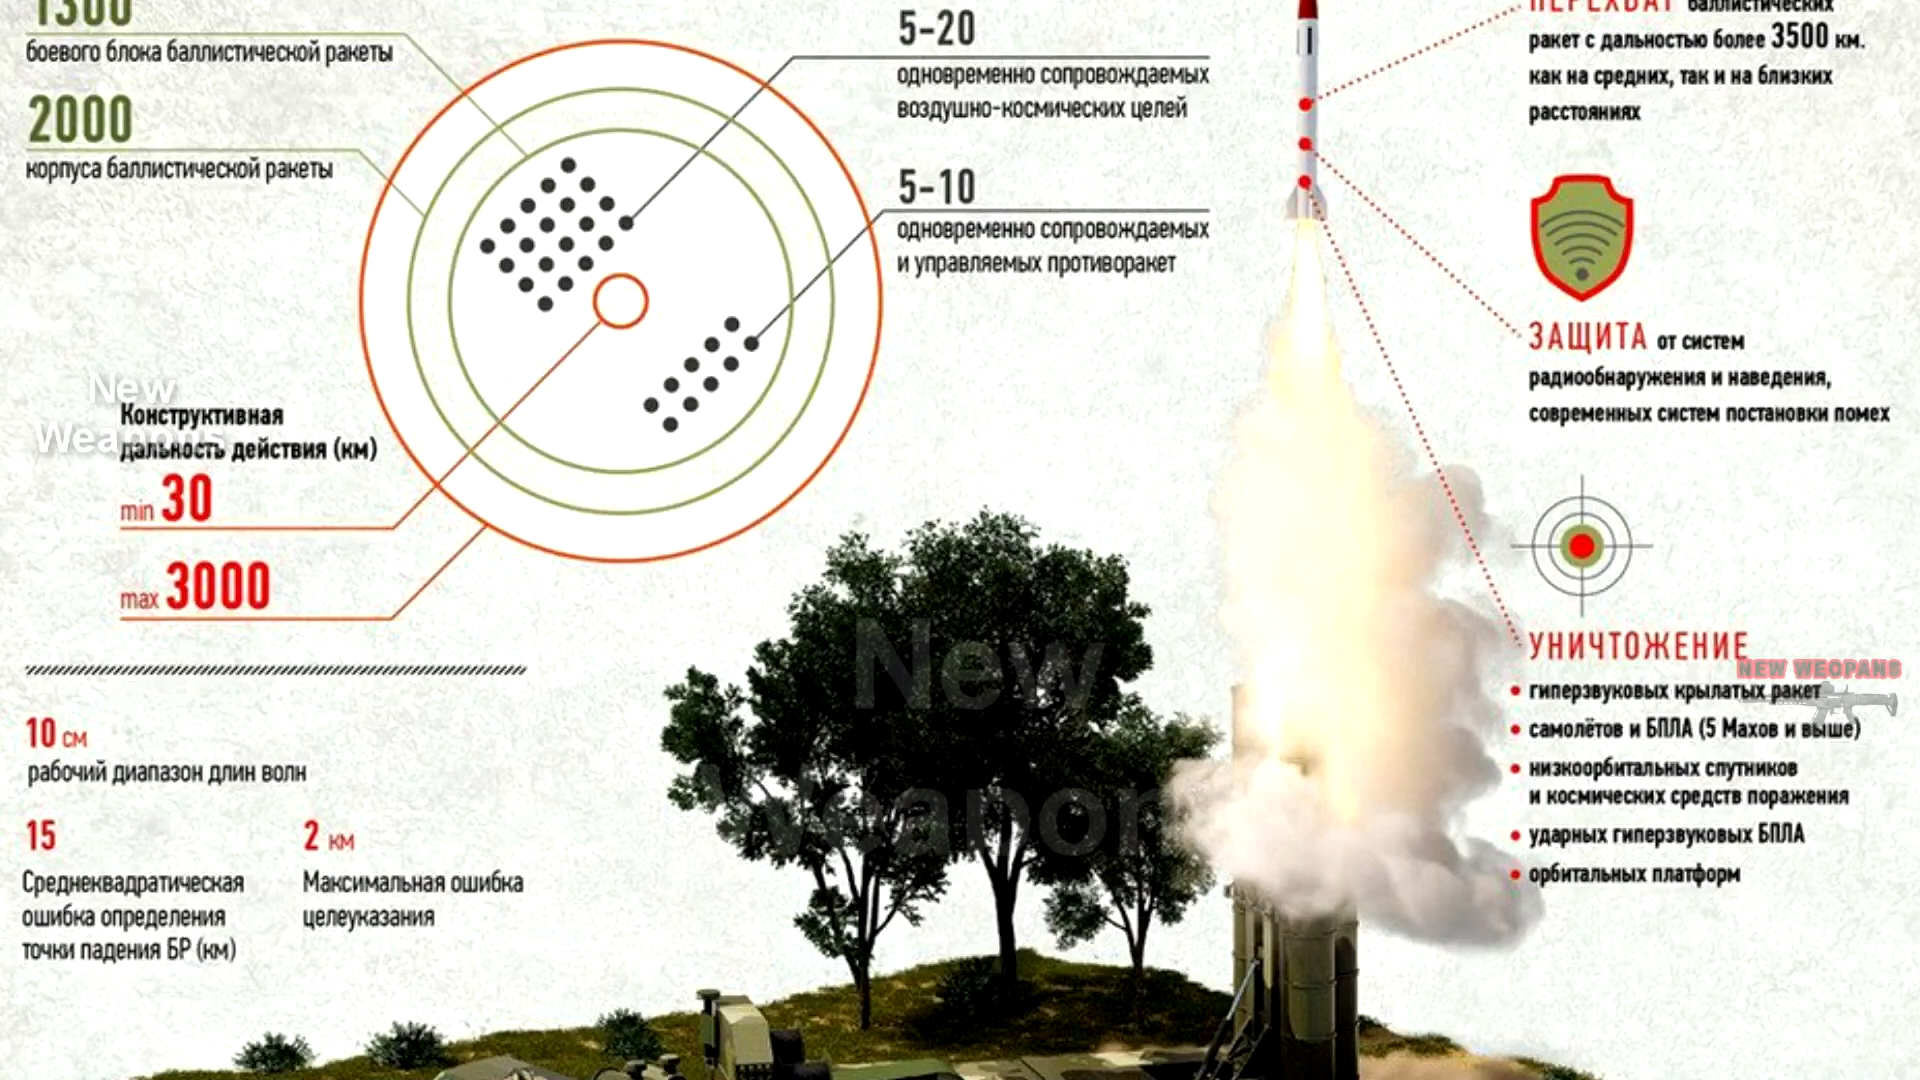 1300
боевого блока баллистической ракеты
2000
корпуса баллистической ракеты
5-20
одновременно сопровождаемых
воздушно-космических целей
5-10
одновременно сопровождаемых
и управляемых противоракет
New
Weapons
Конструктивная
дальность действия (км)
min 30
max 3000
10 см
рабочий диапазон длин волн
15
Среднеквадратическая
ошибка определения
точки падения БР (км)
2 км
Максимальная ошибка
целеуказания
New
Weapons
ПЕРЕХВАТ баллистических
ракет с дальностью более 3500 км.
как на средних, так и на близких
расстояниях
ЗАЩИТА от систем
радиообнаружения и наведения,
современных систем постановки помех
УНИЧТОЖЕНИЕ
NEW WEOPANS
• гиперзвуковых крылатых ракет
• самолётов и БПЛА (5 Махов и выше)
• низкоорбитальных спутников
и космических средств поражения
• ударных гиперзвуковых БПЛА
• орбитальных платформ